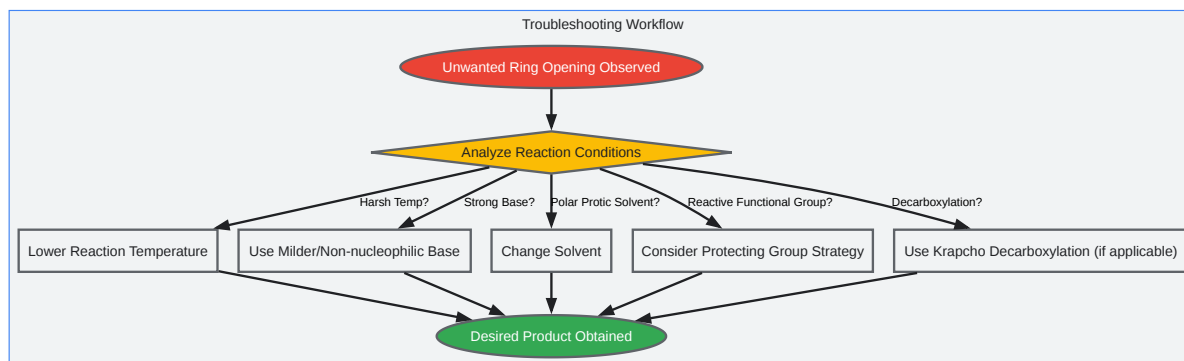 Troubleshooting Workflow
Unwanted Ring Opening Observed
Analyze Reaction Conditions
Harsh Temp?
Strong Base?
Polar Protic Solvent?
Reactive Functional Group?
Decarboxylation?
Lower Reaction Temperature
Use Milder/Non-nucleophilic Base
Change Solvent
Consider Protecting Group Strategy
Use Krapcho Decarboxylation (if applicable)
Desired Product Obtained